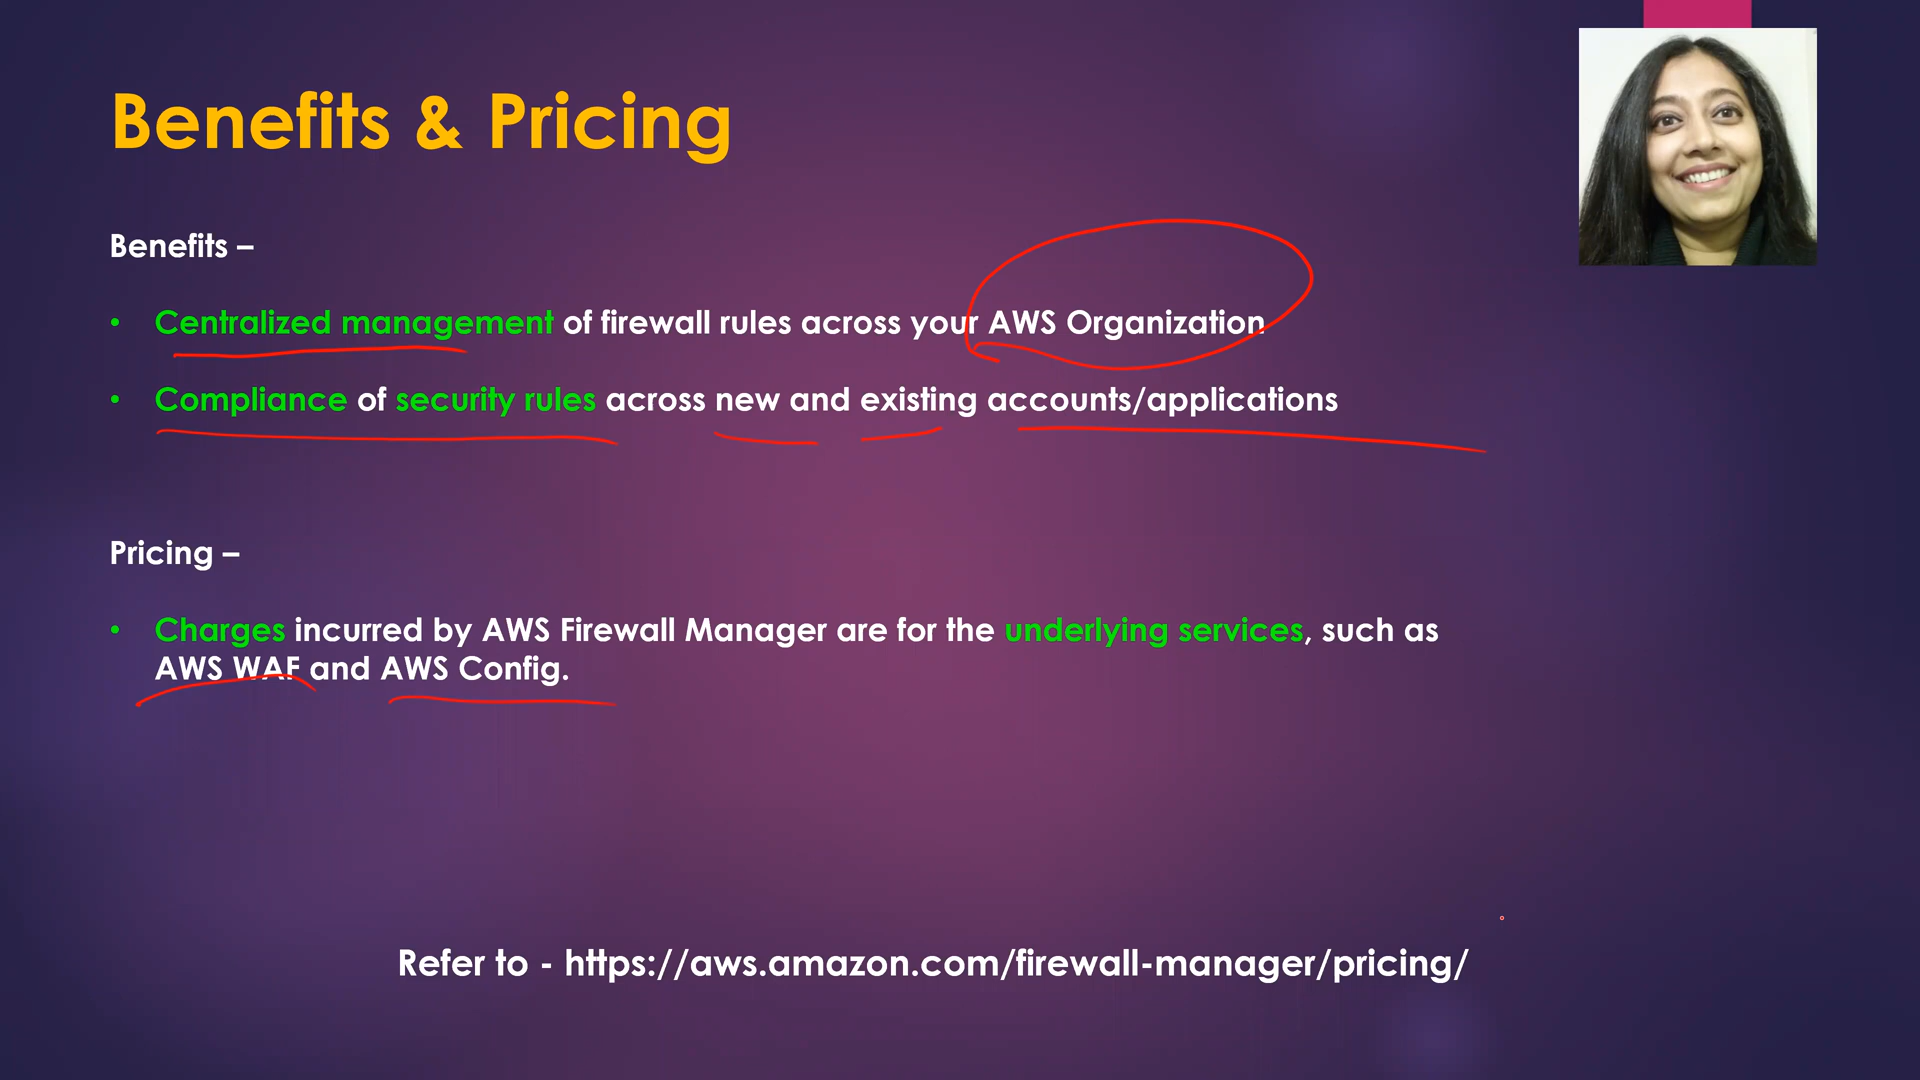 Benefits & Pricing
Benefits –
• Centralized management of firewall rules across your AWS Organization
• Compliance of security rules across new and existing accounts/applications
Pricing –
• Charges incurred by AWS Firewall Manager are for the underlying services, such as
AWS WAF and AWS Config.
Refer to - https://aws.amazon.com/firewall-manager/pricing/